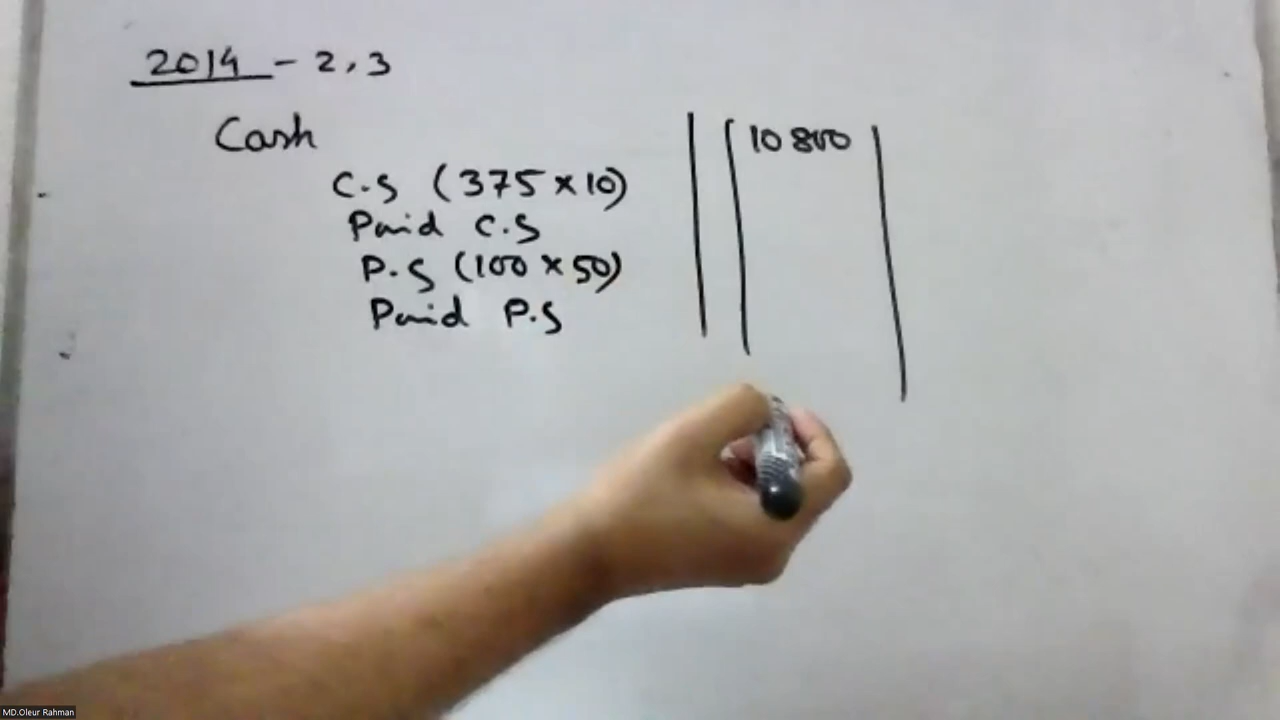 2014 - 2, 3
Cash 10800
C.S (375 × 10)
Paid C.S
P.S (100 × 50)
Paid P.S
MD.Oleur Rahman